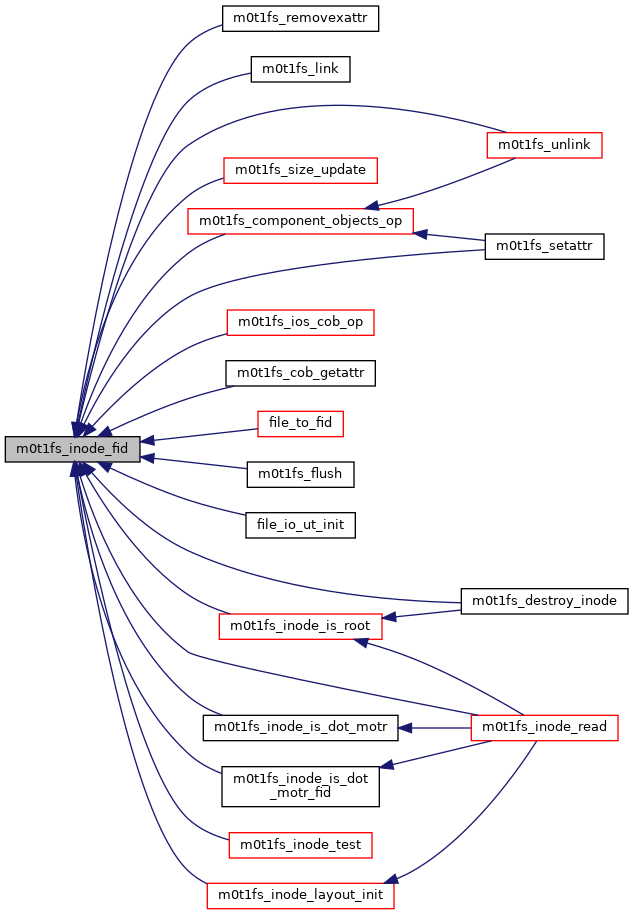 m0t1fs_removexattr
m0t1fs_link
m0t1fs_unlink
m0t1fs_size_update
m0t1fs_component_objects_op
m0t1fs_setattr
m0t1fs_ios_cob_op
m0t1fs_cob_getattr
file_to_fid
m0t1fs_inode_fid
m0t1fs_flush
file_io_ut_init
m0t1fs_destroy_inode
m0t1fs_inode_is_root
m0t1fs_inode_is_dot_motr
m0t1fs_inode_read
m0t1fs_inode_is_dot
_motr_fid
m0t1fs_inode_test
m0t1fs_inode_layout_init